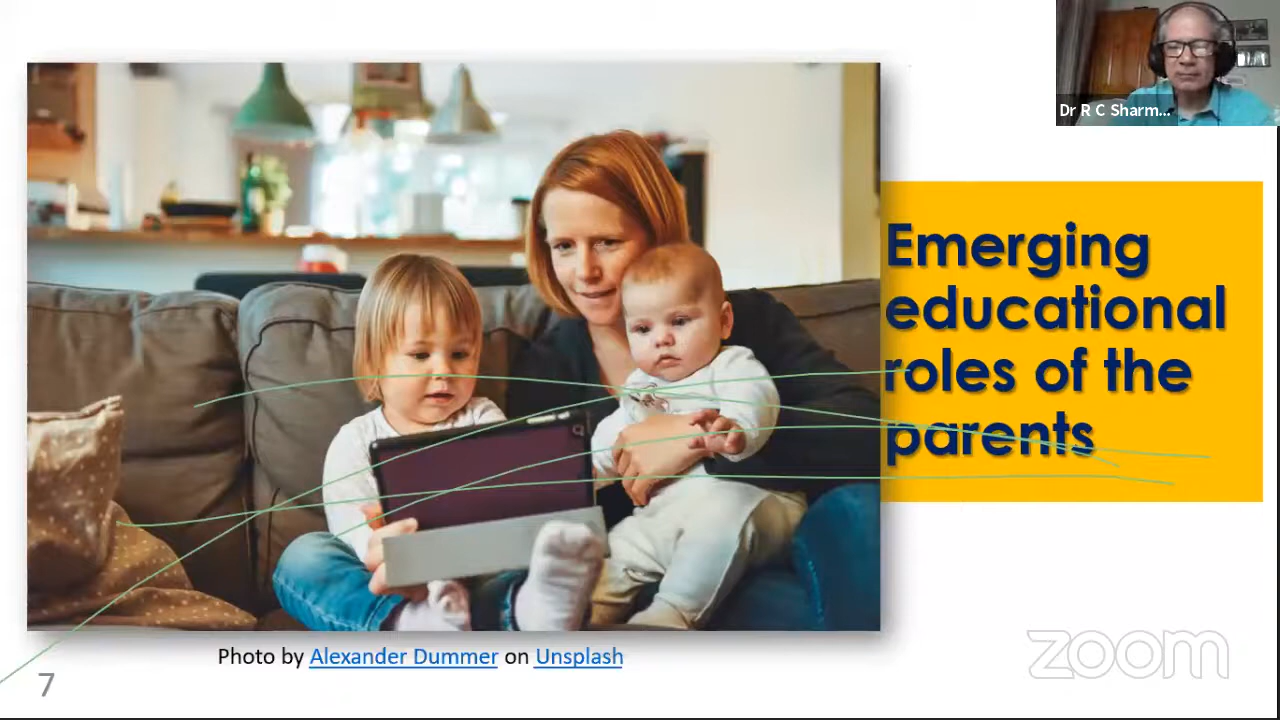 Dr R C Sharm...
Emerging
educational
roles of the
parents
Photo by Alexander Dummer on Unsplash
7
zoom